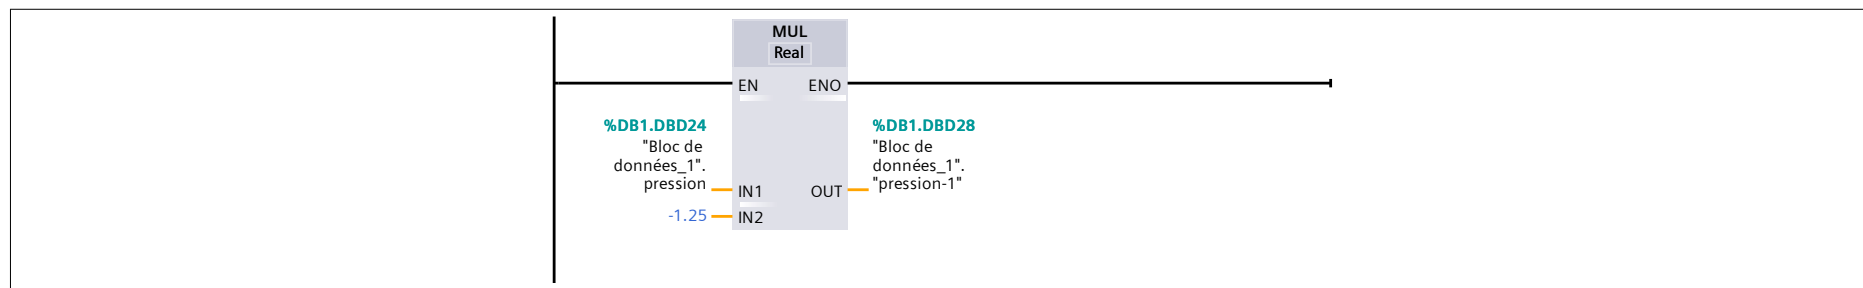 MUL
Real
EN
ENO
%DB1.DBD24
"Bloc de
données_1".
pression
IN1
-1.25
IN2
%DB1.DBD28
"Bloc de
données_1".
"pression-1"
OUT